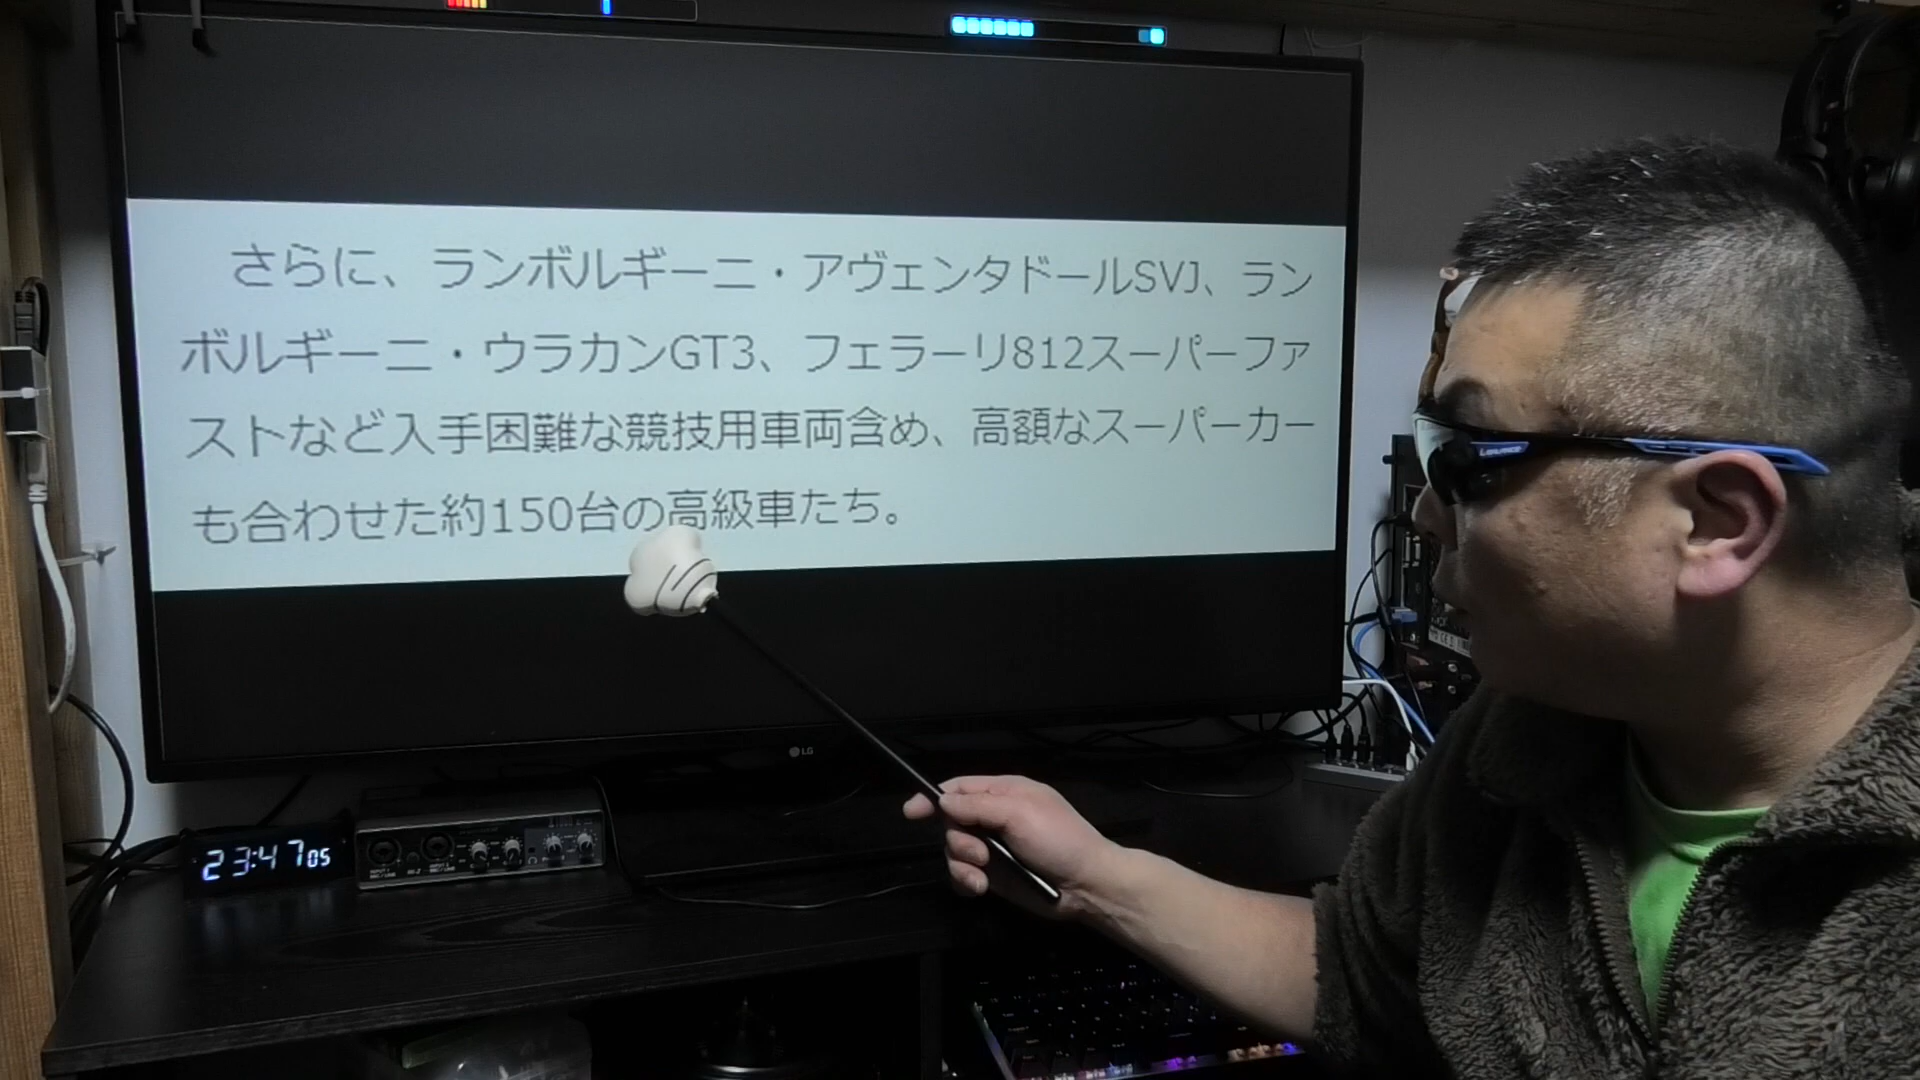 さらに、ランボルギーニ・アヴェンタドールSVJ、ラン
ボルギーニ・ウラカンGT3、フェラーリ812スーパーファ
ストなど入手困難な競技用車両含め、高額なスーパーカー
も合わせた約150台の高級車たち。
LG
23:47 05